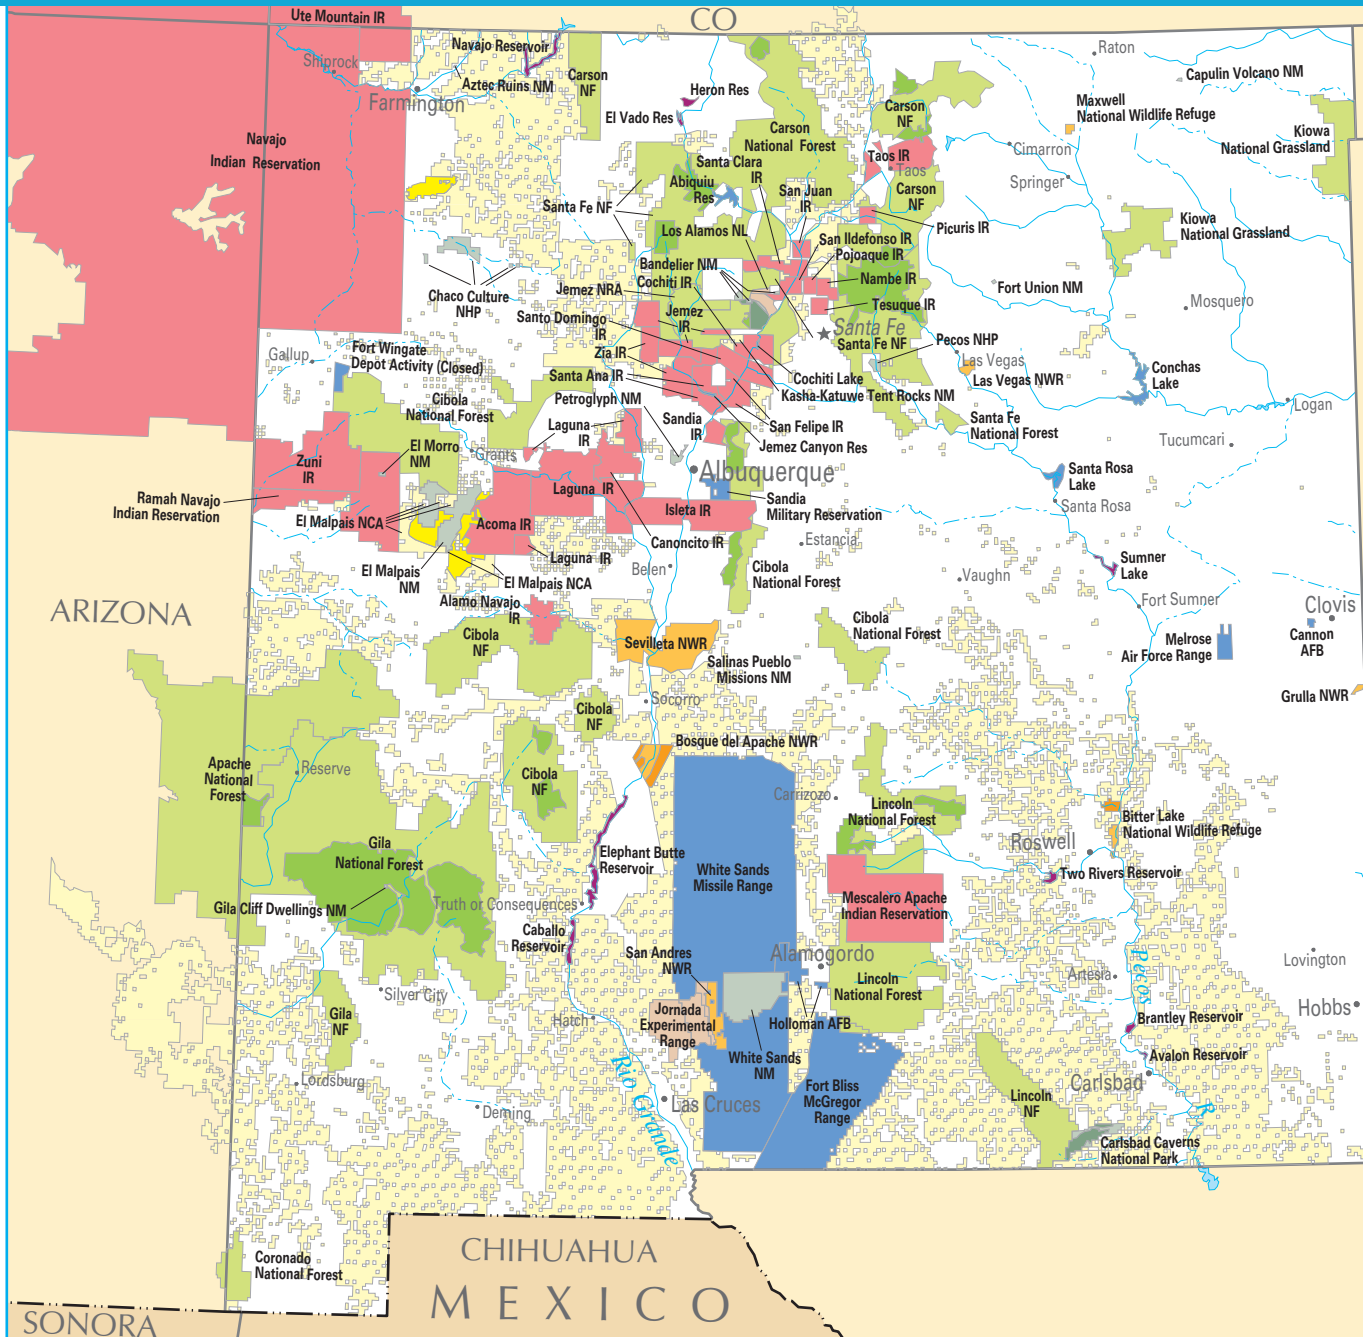 CO
Ute Mountain IR
Navajo Reservoir
Raton
Shiprock
Aztec Ruins NM
Carson
NF
Capulin Volcano NM
Farmington
Heron Res
El Vado Res
Carson
NF
Maxwell
National Wildlife Refuge
Carson
National Forest
Kiowa
National Grassland
Navajo
Indian Reservation
Cimarron
Taos IR
Taos
Santa Clara
IR
Springer
Abiquiu
Res
San Juan
IR
Carson
NF
Santa Fe NF
Kiowa
National Grassland
Picuris IR
Los Alamos NL
San Ildefonso IR
Pojoaque IR
Bandelier NM
Nambe IR
Cochiti IR
Jemez NRA
Fort Union NM
Chaco Culture
NHP
Tesuque IR
Mosquero
Jemez
IR
Santo Domingo
IR
Santa Fe
Santa Fe NF
Pecos NHP
Gallup
Fort Wingate
Depot Activity (Closed)
Zia IR
Las Vegas
Las Vegas NWR
Conchas
Lake
Santa Ana IR
Cochiti Lake
Kasha-Katuwe Tent Rocks NM
Petroglyph NM
Cibola
National Forest
Logan
Laguna
IR
Sandia
IR
San Felipe IR
Jemez Canyon Res
Santa Fe
National Forest
Tucumcari
El Morro
NM
Grants
Zuni
IR
Albuquerque
Santa Rosa
Lake
Santa Rosa
Laguna IR
Ramah Navajo
Indian Reservation
Sandia
Military Reservation
Isleta IR
El Malpais NCA
Acoma IR
Canoncito IR
Estancia
Laguna IR
Belen
Cibola
National Forest
Sumner
Lake
El Malpais
NM
El Malpais NCA
Vaughn
Alamo Navajo
IR
Fort Sumner
ARIZONA
Clovis
Cibola
NF
Cibola
National Forest
Sevilleta NWR
Melrose
Air Force Range
Cannon
AFB
Salinas Pueblo
Missions NM
Grulla NWR
Socorro
Cibola
NF
Bosque del Apache NWR
Apache
National
Forest
Reserve
Cibola
NF
Carrizozo
Lincoln
National Forest
Bitter Lake
National Wildlife Refuge
Gila
National Forest
Elephant Butte
Reservoir
White Sands
Missile Range
Roswell
Two Rivers Reservoir
Mescalero Apache
Indian Reservation
Gila Cliff Dwellings NM
Truth or Consequences
Caballo
Reservoir
San Andres
NWR
Alamogordo
Lovington
Pecos
Artesia
Silver City
Lincoln
National Forest
Gila
NF
Hatch
Jornada
Experimental
Range
Holloman AFB
Hobbs
Brantley Reservoir
White Sands
NM
Avalon Reservoir
Lordsburg
Rio Grande
Las Cruces
Fort Bliss
McGregor
Range
Carlsbad
Deming
Lincoln
NF
R
Carlsbad Caverns
National Park
Coronado
National Forest
CHIHUAHUA
MEXICO
SONORA